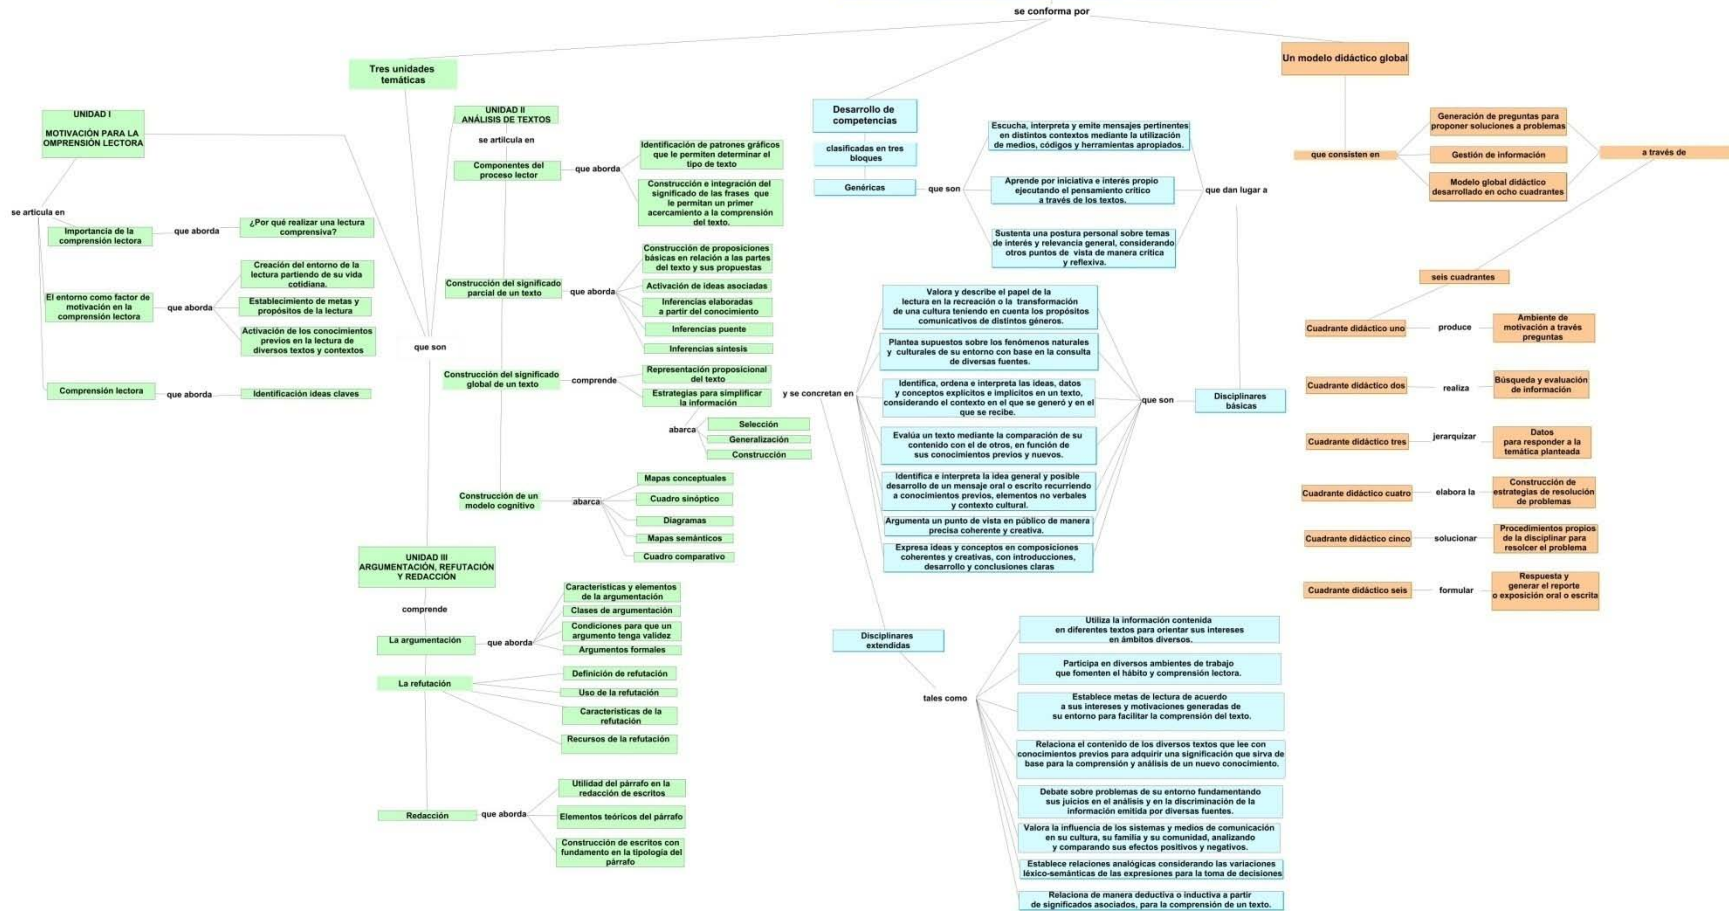 se conforma por
Tres unidades
temáticas
UNIDAD I
MOTIVACIÓN PARA LA
OMPRENSIÓN LECTORA
se artícula en
Importancia de la
comprensión lectora
que aborda
¿Por qué realizar una lectura
comprensiva?
El entorno como factor de
motivación en la
comprensión lectora
que aborda
Creación del entorno de la
lectura partiendo de su vida
cotidiana.
Establecimiento de metas y
propósitos de la lectura
Activación de los conocimientos
previos en la lectura de
diversos textos y contextos
Comprensión lectora
que aborda
Identificación ideas claves
que son
UNIDAD II
ANÁLISIS DE TEXTOS
se artícula en
Componentes del
proceso lector
que aborda
Identificación de patrones gráficos
que le permiten determinar el
tipo de texto
Construcción e integración del
significado de las frases que
le permitan un primer
acercamiento a la comprensión
del texto.
Construcción del significado
parcial de un texto
que aborda
Construcción de proposiciones
básicas en relación a las partes
del texto y sus propuestas
Activación de ideas asociadas
Inferencias elaboradas
a partir del conocimiento
Inferencias puente
Inferencias síntesis
Construcción del significado
global de un texto
comprende
Representación proposicional
del texto
Estrategias para simplificar
la información
abarca
Selección
Generalización
Construcción
Construcción de un
modelo cognitivo
abarca
Mapas conceptuales
Cuadro sinóptico
Diagramas
Mapas semánticos
Cuadro comparativo
UNIDAD III
ARGUMENTACIÓN, REFUTACIÓN
Y REDACCIÓN
comprende
La argumentación
que aborda
Características y elementos
de la argumentación
Clases de argumentación
Condiciones para que un
argumento tenga validez
Argumentos formales
La refutación
Definición de refutación
Uso de la refutación
Características de la
refutación
Recursos de la refutación
Redacción
que aborda
Utilidad del párrafo en la
redacción de escritos
Elementos teóricos del párrafo
Construcción de escritos con
fundamento en la tipología del
párrafo
Desarrollo de
competencias
clasificadas en tres
bloques
Genéricas
que son
Escucha, interpreta y emite mensajes pertinentes
en distintos contextos mediante la utilización
de medios, códigos y herramientas apropiados.
Aprende por iniciativa e interés propio
ejecutando el pensamiento crítico
a través de los textos.
Sustenta una postura personal sobre temas
de interés y relevancia general, considerando
otros puntos de vista de manera crítica
y reflexiva.
que dan lugar a
Disciplinares
básicas
que son
Valora y describe el papel de la
lectura en la recreación o la transformación
de una cultura teniendo en cuenta los propósitos
comunicativos de distintos géneros.
Plantea supuestos sobre los fenómenos naturales
y culturales de su entorno con base en la consulta
de diversas fuentes.
Identifica, ordena e interpreta las ideas, datos
y conceptos explícitos e implícitos en un texto,
considerando el contexto en el que se generó y en el
que se recibe.
Evalúa un texto mediante la comparación de su
contenido con el de otros, en función de
sus conocimientos previos y nuevos.
Identifica e interpreta la idea general y posible
desarrollo de un mensaje oral o escrito recurriendo
a conocimientos previos, elementos no verbales
y contexto cultural.
Argumenta un punto de vista en público de manera
precisa coherente y creativa.
Expresa ideas y conceptos en composiciones
coherentes y creativas, con introducciones,
desarrollo y conclusiones claras
y se concretan en
Disciplinares
extendidas
tales como
Utiliza la información contenida
en diferentes textos para orientar sus intereses
en ámbitos diversos.
Participa en diversos ambientes de trabajo
que fomenten el hábito y comprensión lectora.
Establece metas de lectura de acuerdo
a sus intereses y motivaciones generadas de
su entorno para facilitar la comprensión del texto.
Relaciona el contenido de los diversos textos que lee con
conocimientos previos para adquirir una significación que sirva de
base para la comprensión y análisis de un nuevo conocimiento.
Debate sobre problemas de su entorno fundamentando
sus juicios en el análisis y en la discriminación de la
información emitida por diversas fuentes.
Valora la influencia de los sistemas y medios de comunicación
en su cultura, su familia y su comunidad, analizando
y comparando sus efectos positivos y negativos.
Establece relaciones analógicas considerando las variaciones
léxico-semánticas de las expresiones para la toma de decisiones
Relaciona de manera deductiva o inductiva a partir
de significados asociados, para la comprensión de un texto.
Un modelo didáctico global
que consisten en
Generación de preguntas para
proponer soluciones a problemas
Gestión de información
Modelo global didáctico
desarrollado en ocho cuadrantes
a través de
seis cuadrantes
Cuadrante didáctico uno
produce
Ambiente de
motivación a través
preguntas
Cuadrante didáctico dos
realiza
Búsqueda y evaluación
de información
Cuadrante didáctico tres
jerarquizar
Datos
para responder a la
temática planteada
Cuadrante didáctico cuatro
elabora la
Construcción de
estrategias de resolución
de problemas
Cuadrante didáctico cinco
solucionar
Procedimientos propios
de la disciplinar para
resolcer el problema
Cuadrante didáctico seis
formular
Respuesta y
generar el reporte
o exposición oral o escrita